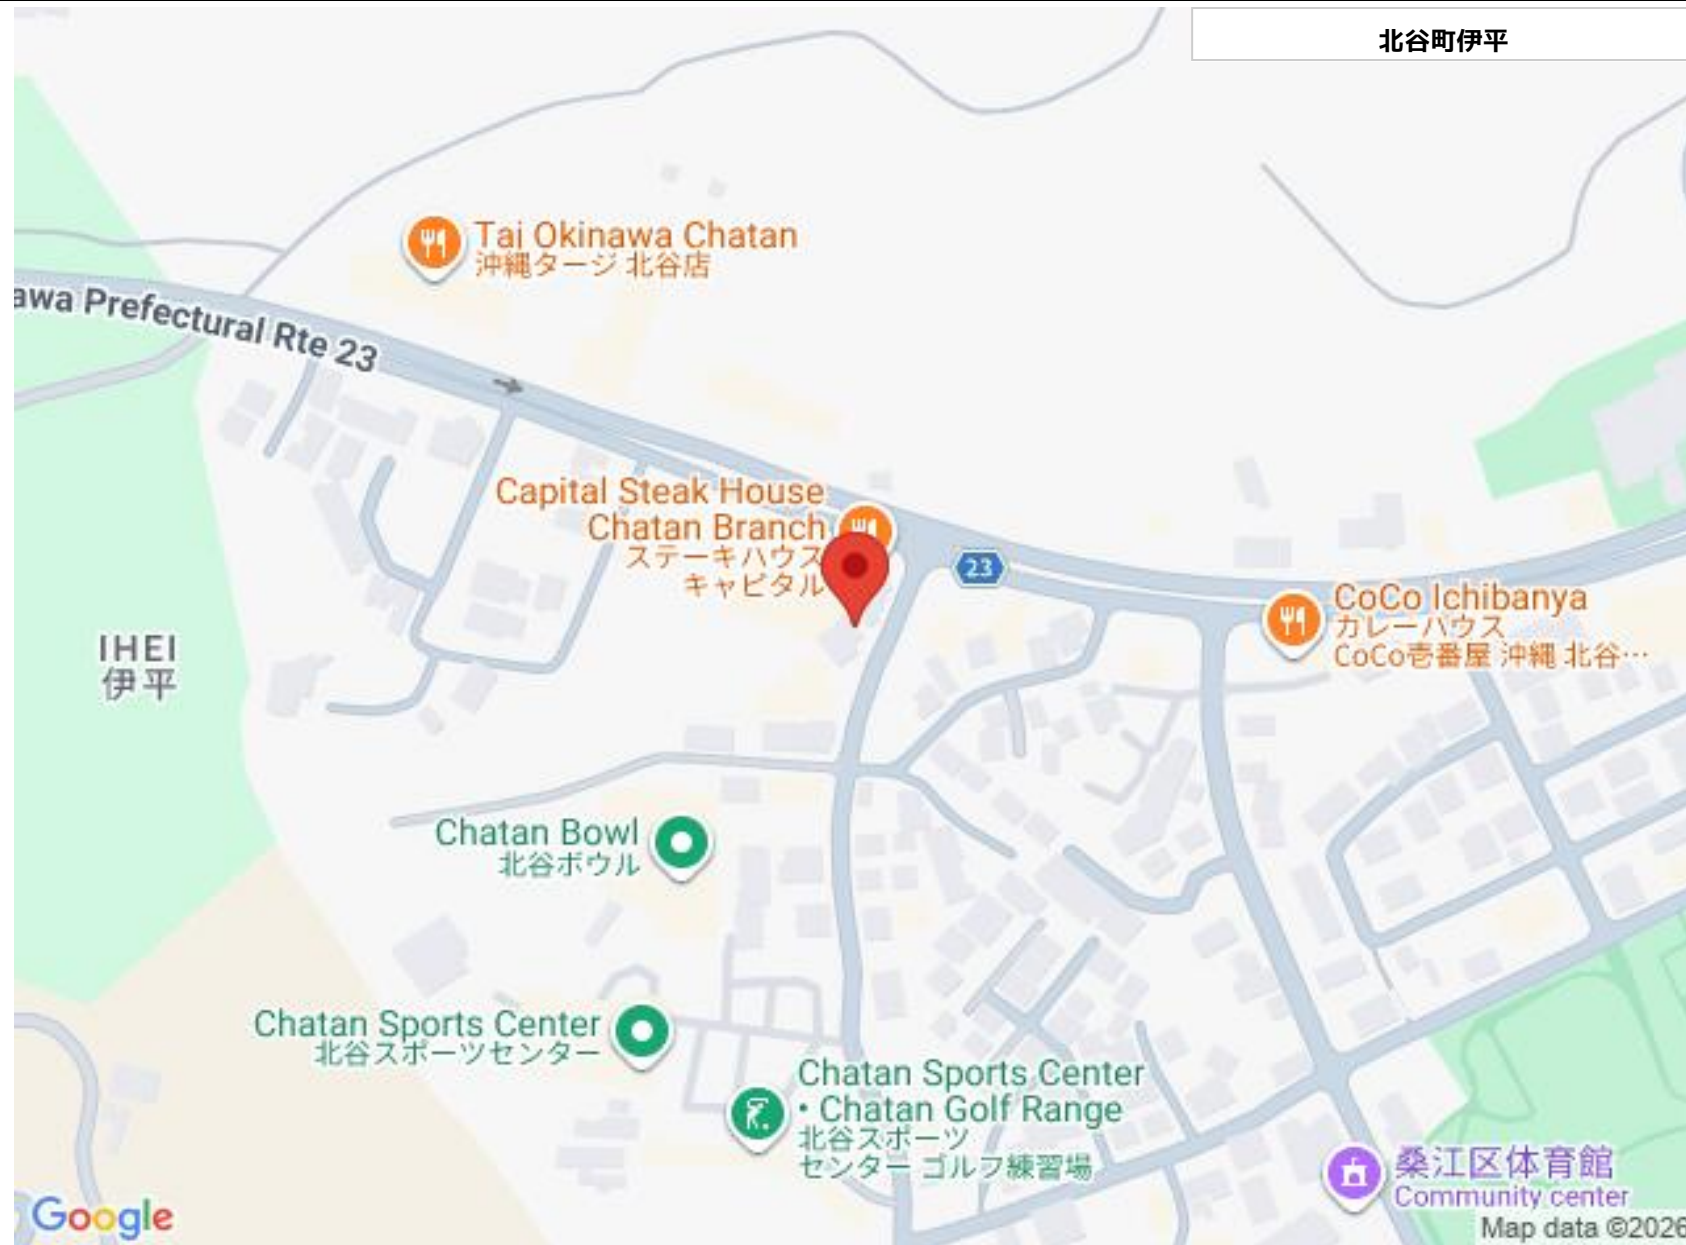 北谷町伊平
Tai Okinawa Chatan
沖縄タージ 北谷店
awa Prefectural Rte 23
Capital Steak House
Chatan Branch
ステーキハウス
キャピタル
23
CoCo Ichibanya
カレーハウス
CoCo壱番屋 沖縄 北谷…
IHEI
伊平
Chatan Bowl
北谷ボウル
Chatan Sports Center
北谷スポーツセンター
Chatan Sports Center
• Chatan Golf Range
北谷スポーツ
センター ゴルフ練習場
桑江区体育館
Community center
Google
Map data ©2026